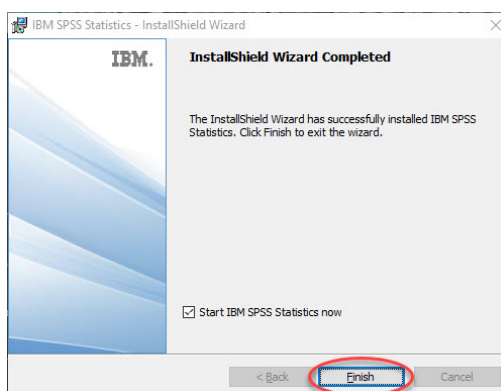 IBM SPSS Statistics - InstallShield Wizard
IBM.
InstallShield Wizard Completed
The InstallShield Wizard has successfully installed IBM SPSS
Statistics. Click Finish to exit the wizard.
Start IBM SPSS Statistics now
< Back
Finish
Cancel